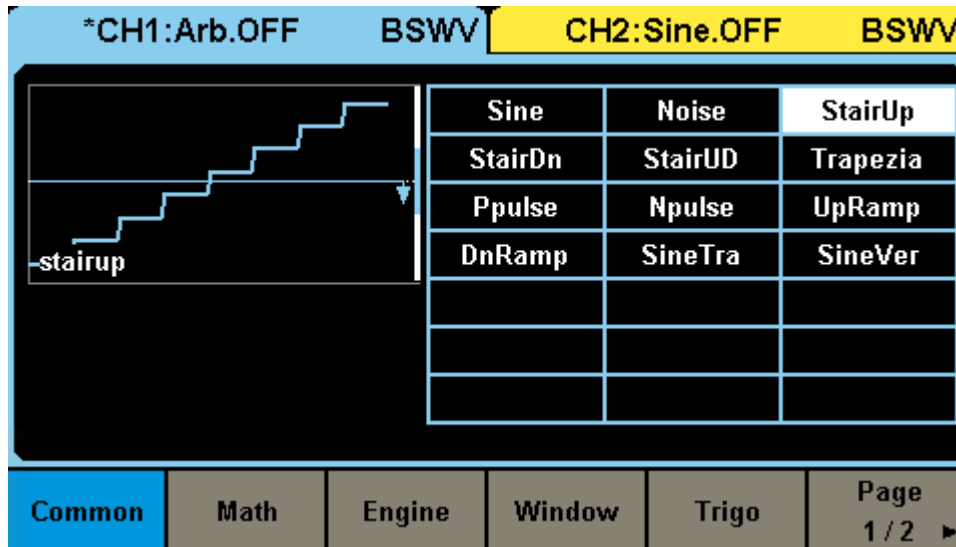 *CH1:Arb.OFF BSWV CH2:Sine.OFF BSWV
Sine Noise StairUp
StairDn StairUD Trapezia
Ppulse Npulse UpRamp
DnRamp SineTra SineVer
stairup
Common Math Engine Window Trigo Page
1/2 ►